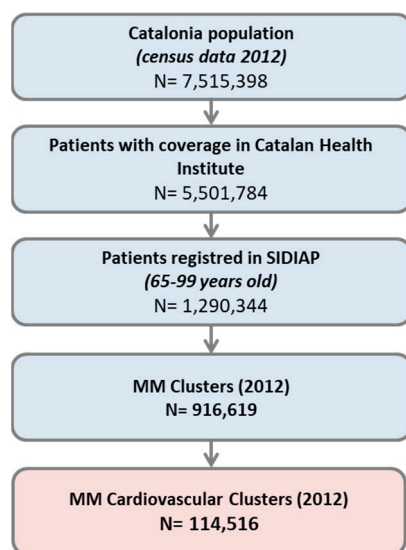 Catalonia population
(census data 2012)
N= 7,515,398
Patients with coverage in Catalan Health
Institute
N= 5,501,784
Patients registred in SIDIAP
(65-99 years old)
N= 1,290,344
MM Clusters (2012)
N= 916,619
MM Cardiovascular Clusters (2012)
N= 114,516